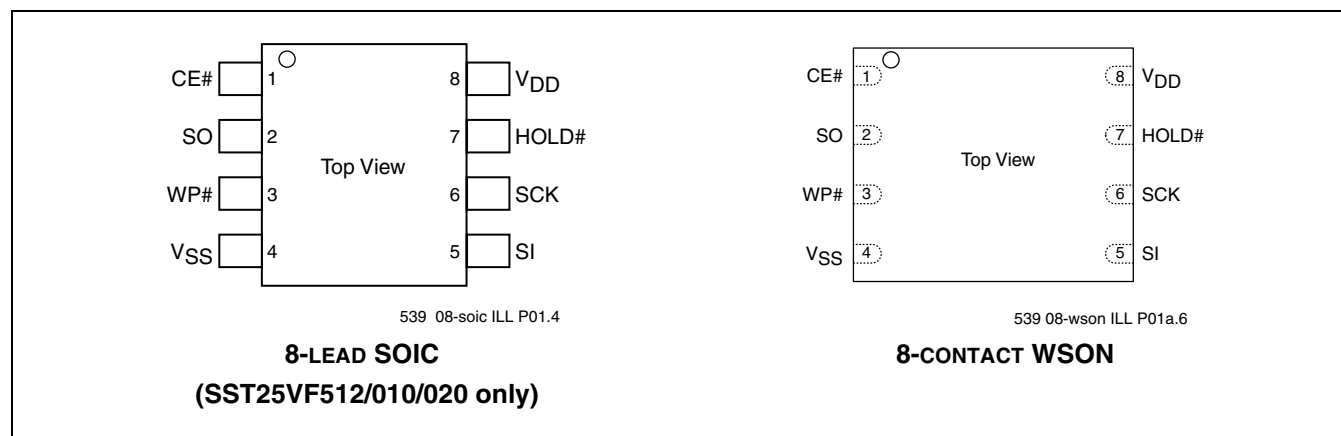 CE# 1 8 VDD
SO 2 7 HOLD#
Top View
WP# 3 6 SCK
VSS 4 5 SI
539 08-soic ILL P01.4
8-LEAD SOIC
(SST25VF512/010/020 only)
CE# 1 8 VDD
SO 2 7 HOLD#
Top View
WP# 3 6 SCK
VSS 4 5 SI
539 08-wson ILL P01a.6
8-CONTACT WSON